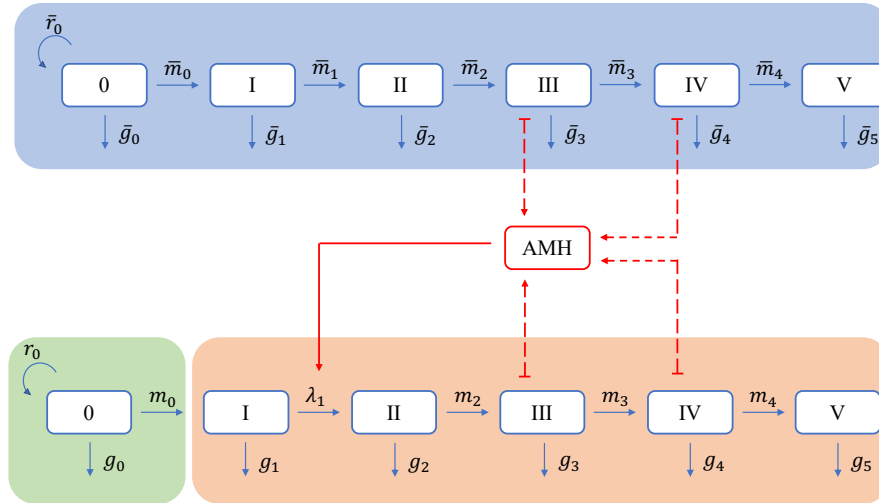 r̄₀
0 m̄₀ I m̄₁ II m̄₂ III m̄₃ IV m̄₄ V
ḡ₀ ḡ₁ ḡ₂ ḡ₃ ḡ₄ ḡ₅
AMH
r₀
0 m₀ I λ₁ II m₂ III m₃ IV m₄ V
g₀ g₁ g₂ g₃ g₄ g₅